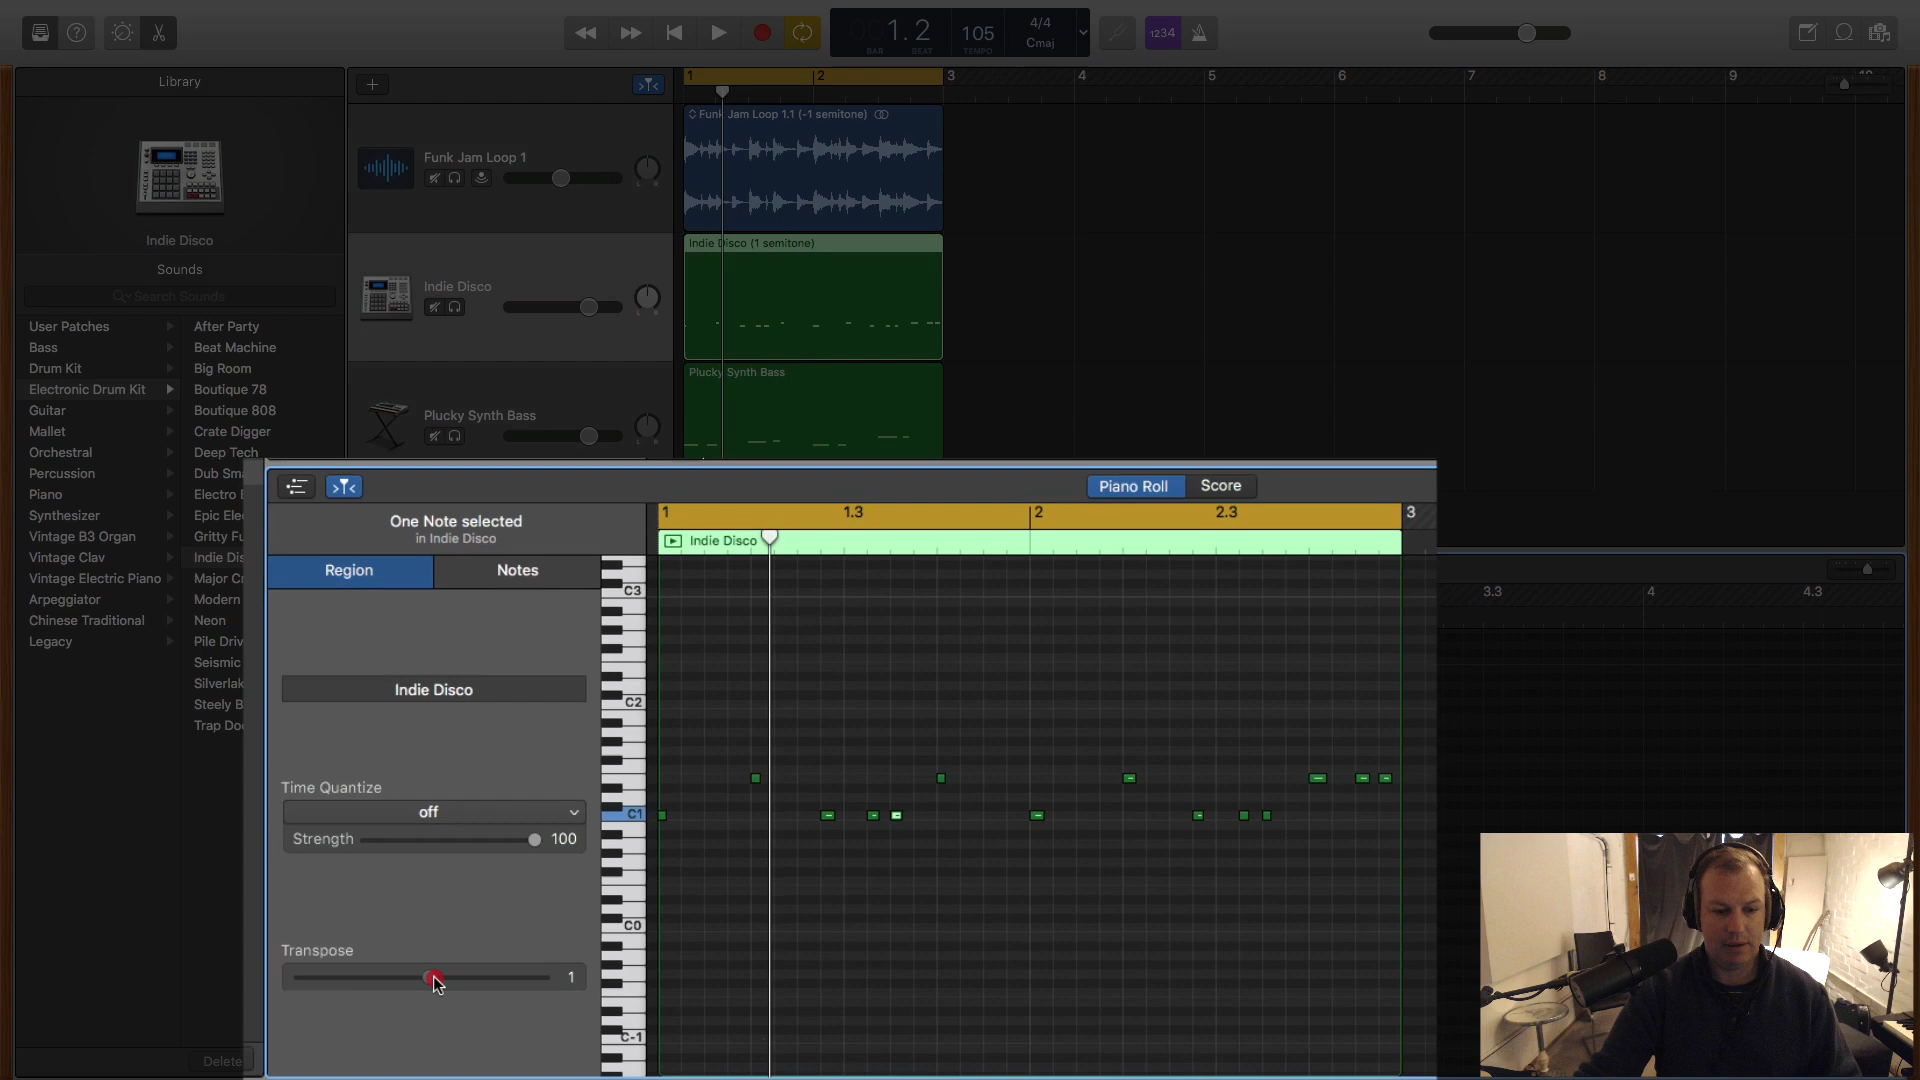 1.2
BAR
BEAT
105
TEMPO
4/4
Cmaj
1234
Library
Indie Disco
Sounds
Search Sounds
User Patches
Bass
Drum Kit
Electronic Drum Kit
Guitar
Mallet
Orchestral
Percussion
Piano
Synthesizer
Vintage B3 Organ
Vintage Clav
Vintage Electric Piano
Arpeggiator
Chinese Traditional
Legacy
After Party
Beat Machine
Big Room
Boutique 78
Boutique 808
Crate Digger
Deep Tech
Dub Sma
Electro
Epic Ele
Gritty Fu
Indie Dis
Major Cr
Modern
Neon
Pile Driv
Seismic
Silverlak
Steely B
Trap Doo
Delete
Funk Jam Loop 1
L R
Indie Disco
L R
Plucky Synth Bass
L R
1 2 3 4 5 6 7 8 9 10
Funk Jam Loop 1.1 (-1 semitone)
Indie Disco (1 semitone)
Plucky Synth Bass
Piano Roll
Score
One Note selected
in Indie Disco
Region
Notes
Indie Disco
Time Quantize
off
Strength 100
Transpose
1
1 1.3 2 2.3 3
3.3 4 4.3
Indie Disco
C3
C2
C1
C0
C-1